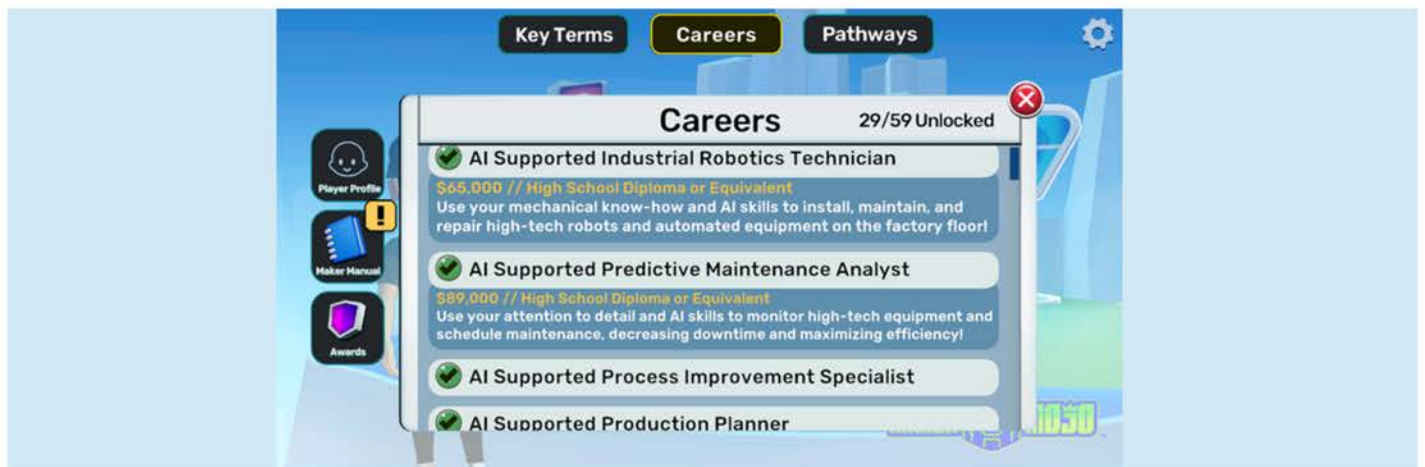 Key Terms
Careers
Pathways
Careers
29/59 Unlocked
AI Supported Industrial Robotics Technician
$65,000 // High School Diploma or Equivalent
Use your mechanical know-how and AI skills to install, maintain, and
repair high-tech robots and automated equipment on the factory floor!
AI Supported Predictive Maintenance Analyst
$89,000 // High School Diploma or Equivalent
Use your attention to detail and AI skills to monitor high-tech equipment and
schedule maintenance, decreasing downtime and maximizing efficiency!
AI Supported Process Improvement Specialist
AI Supported Production Planner
Player Profile
!
Maker Manual
Awards